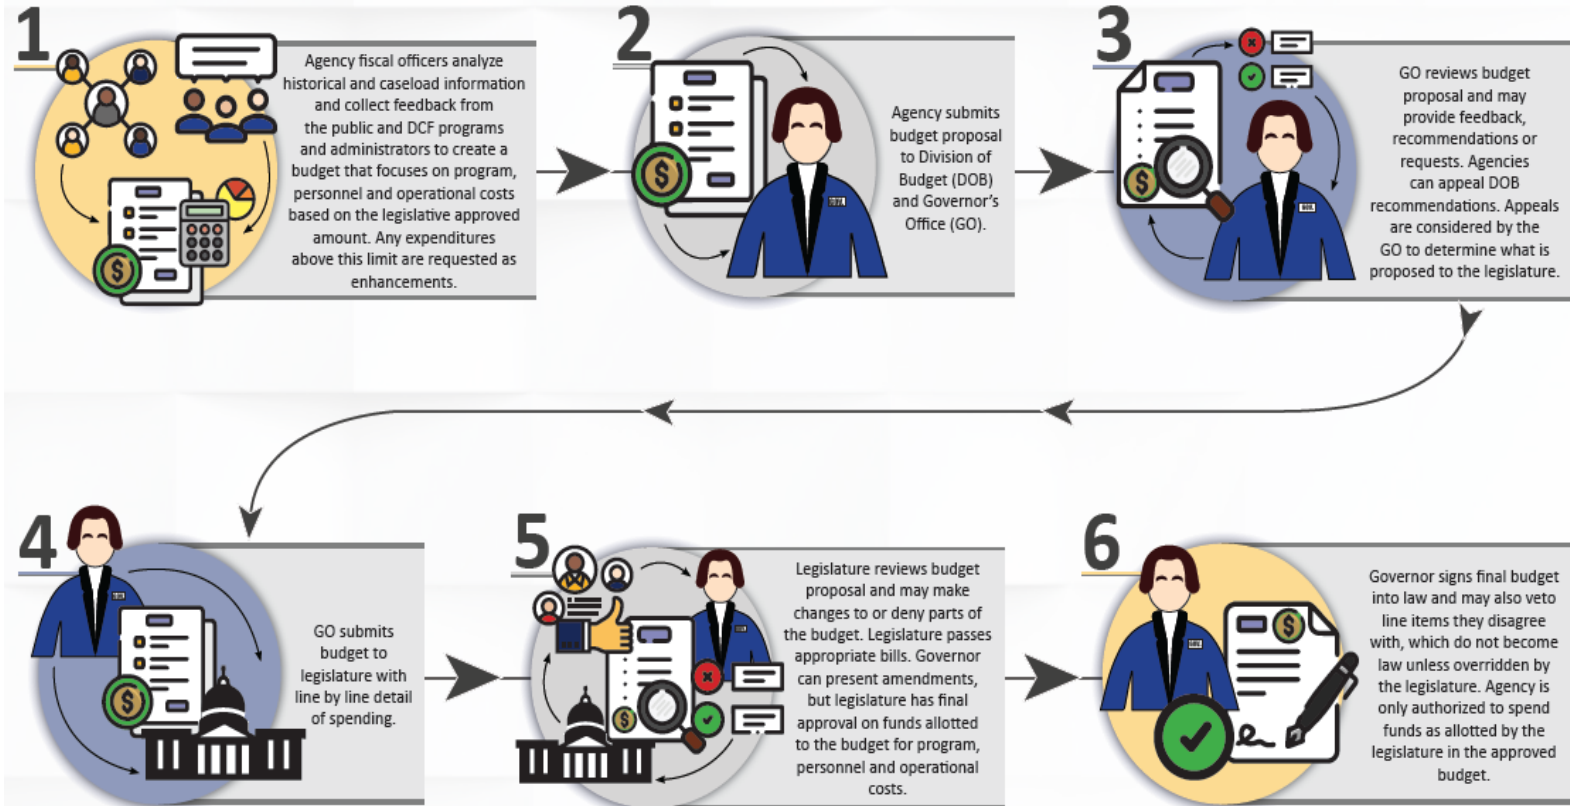 1
Agency fiscal officers analyze
historical and caseload information
and collect feedback from
the public and DCF programs
and administrators to create a
budget that focuses on program,
personnel and operational costs
based on the legislative approved
amount. Any expenditures
above this limit are requested as
enhancements.
$
2
Agency submits
budget proposal
to Division of
Budget (DOB)
and Governor's
Office (GO).
$
GOV.
3
GO reviews budget
proposal and may
provide feedback,
recommendations or
requests. Agencies
can appeal DOB
recommendations. Appeals
are considered by the
GO to determine what is
proposed to the legislature.
$
GOV.
4
GO submits
budget to
legislature with
line by line detail
of spending.
GOV.
$
5
Legislature reviews budget
proposal and may make
changes to or deny parts of
the budget. Legislature passes
appropriate bills. Governor
can present amendments,
but legislature has final
approval on funds allotted
to the budget for program,
personnel and operational
costs.
GOV.
$
6
Governor signs final budget
into law and may also veto
line items they disagree
with, which do not become
law unless overridden by
the legislature. Agency is
only authorized to spend
funds as allotted by the
legislature in the approved
budget.
GOV.
$